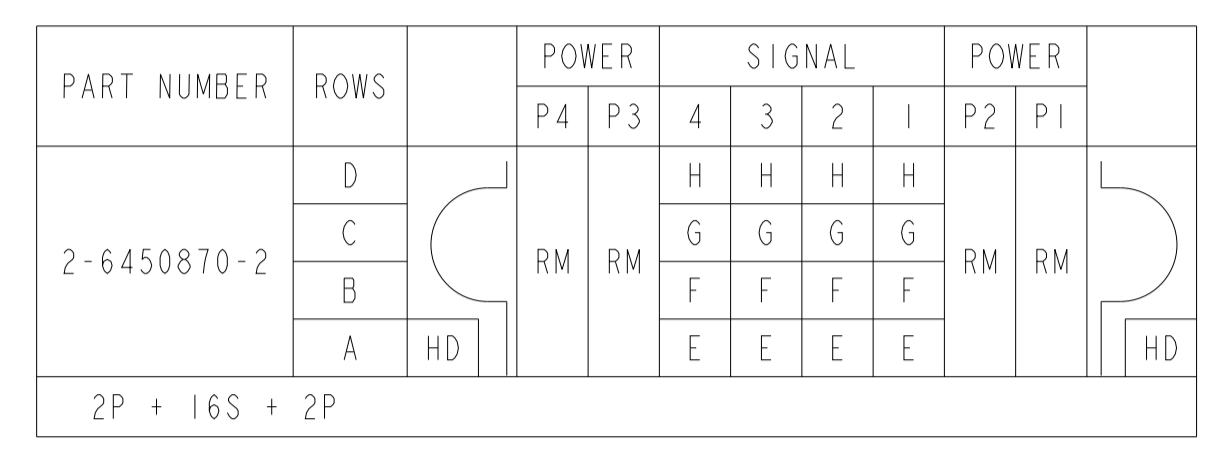 PART NUMBER ROWS POWER SIGNAL POWER
P4 P3 4 3 2 1 P2 P1
D H H H H
C G G G G
2-6450870-2 RM RM RM RM
B F F F F
A HD E E E E HD
2P + 16S + 2P